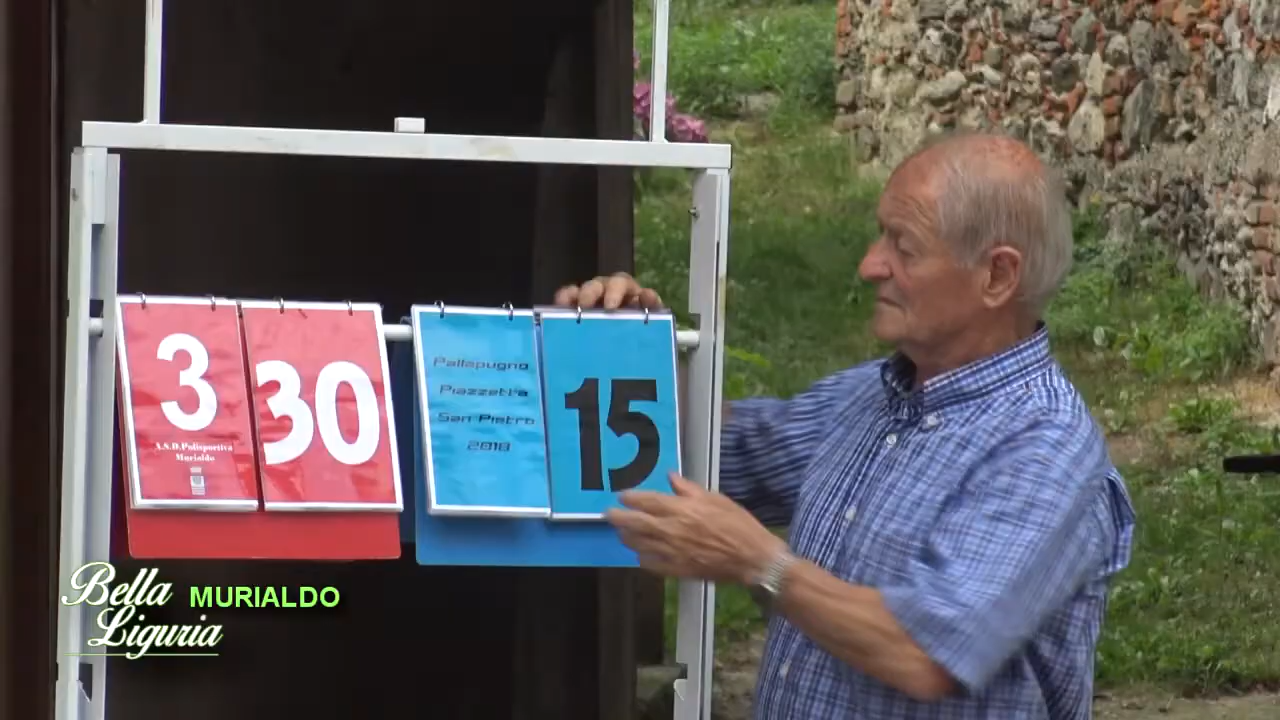 3
A.S.D.Polisportiva
Murialdo
30
Pallapugno
Piazzetta
San Pietro
2018
15
Bella
Liguria
MURIALDO